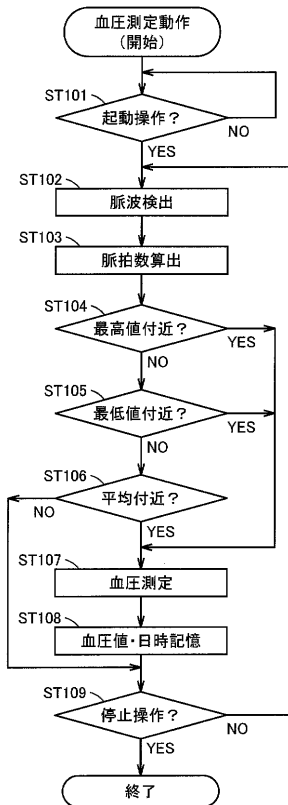 血圧測定動作
(開始)
ST101
起動操作?
NO
YES
ST102
脈波検出
ST103
脈拍数算出
ST104
最高値付近?
YES
NO
ST105
最低値付近?
YES
NO
ST106
平均付近?
NO
YES
ST107
血圧測定
ST108
血圧値・日時記憶
ST109
停止操作?
NO
YES
終了